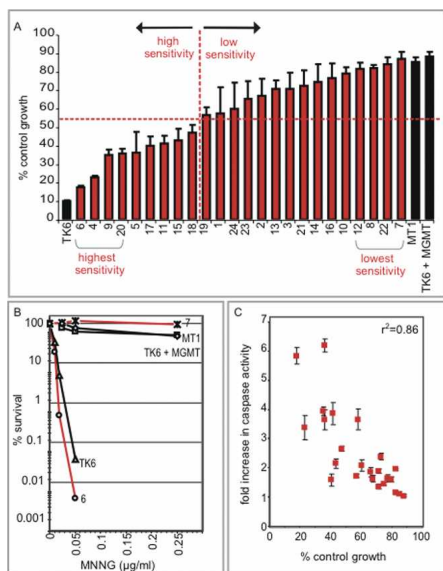 A
high sensitivity
low sensitivity
% control growth
100
90
80
70
60
50
40
30
20
10
0
TK6 6 4 9 20 5 17 11 15 18 19 1 24 23 2 13 3 21 14 16 10 12 8 22 7 MT1 TK6 + MGMT
highest sensitivity
lowest sensitivity
B
% survival
100
10
1
0.1
0.01
0.001
7
MT1
TK6 + MGMT
TK6
6
0 0.05 0.10 0.15 0.20 0.25
MNNG (µg/ml)
C
r²=0.86
fold increase in caspase activity
7
6
5
4
3
2
1
0
0 20 40 60 80 100
% control growth